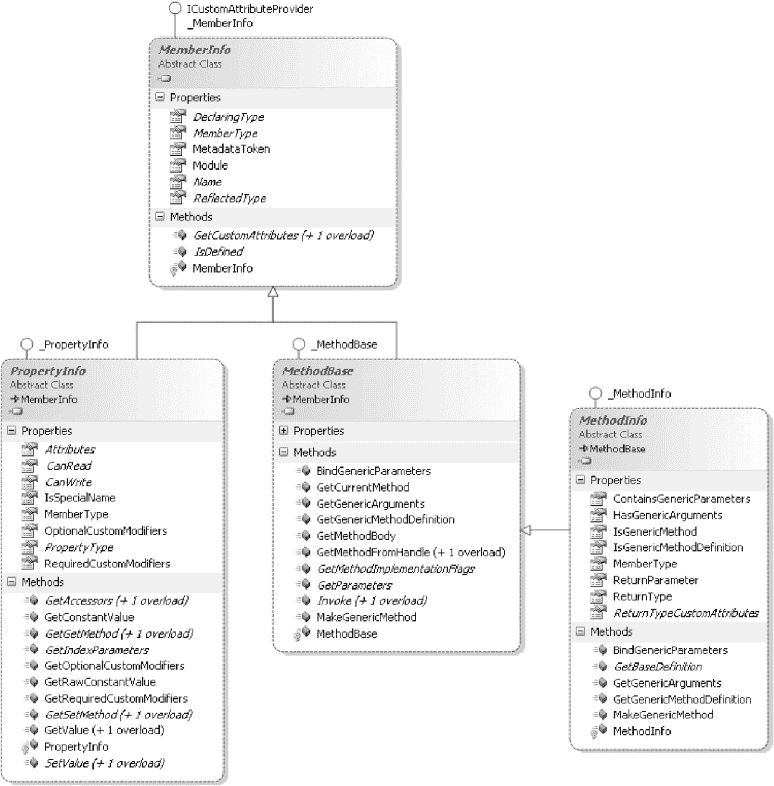 ICustomAttributeProvider
_MemberInfo
MemberInfo
Abstract Class
Properties
DeclaringType
MemberType
MetadataToken
Module
Name
ReflectedType
Methods
GetCustomAttributes (+ 1 overload)
IsDefined
MemberInfo
_PropertyInfo
PropertyInfo
Abstract Class
MemberInfo
Properties
Attributes
CanRead
CanWrite
IsSpecialName
MemberType
OptionalCustomModifiers
PropertyType
RequiredCustomModifiers
Methods
GetAccessors (+ 1 overload)
GetConstantValue
GetGetMethod (+ 1 overload)
GetIndexParameters
GetOptionalCustomModifiers
GetRawConstantValue
GetRequiredCustomModifiers
GetSetMethod (+ 1 overload)
GetValue (+ 1 overload)
PropertyInfo
SetValue (+ 1 overload)
_MethodBase
MethodBase
Abstract Class
MemberInfo
Properties
Methods
BindGenericParameters
GetCurrentMethod
GetGenericArguments
GetGenericMethodDefinition
GetMethodBody
GetMethodFromHandle (+ 1 overload)
GetMethodImplementationFlags
GetParameters
Invoke (+ 1 overload)
MakeGenericMethod
MethodBase
_MethodInfo
MethodInfo
Abstract Class
MethodBase
Properties
ContainsGenericParameters
HasGenericArguments
IsGenericMethod
IsGenericMethodDefinition
MemberType
ReturnParameter
ReturnType
ReturnTypeCustomAttributes
Methods
BindGenericParameters
GetBaseDefinition
GetGenericArguments
GetGenericMethodDefinition
MakeGenericMethod
MethodInfo